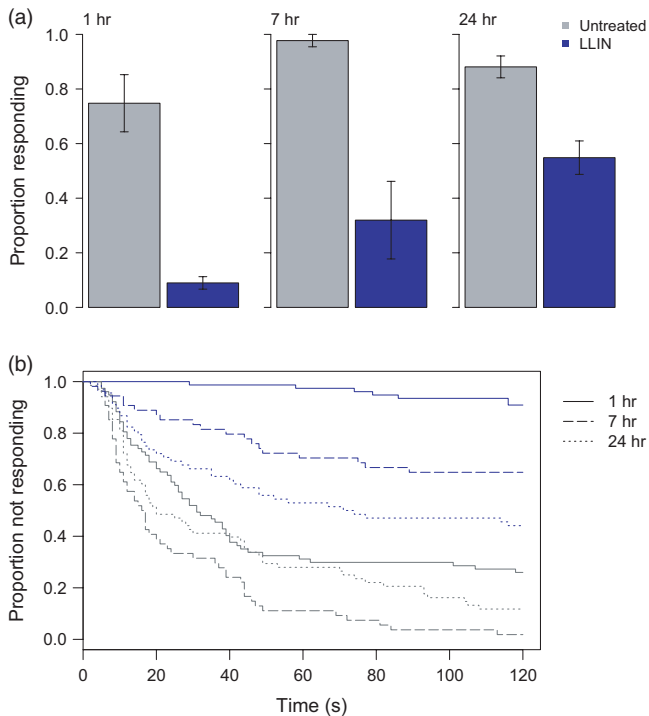 (a)
1 hr
7 hr
24 hr
Untreated
LLIN
Proportion responding
1.0
0.8
0.6
0.4
0.2
0.0
(b)
Proportion not responding
1.0
0.8
0.6
0.4
0.2
0.0
1 hr
7 hr
24 hr
0 20 40 60 80 100 120
Time (s)